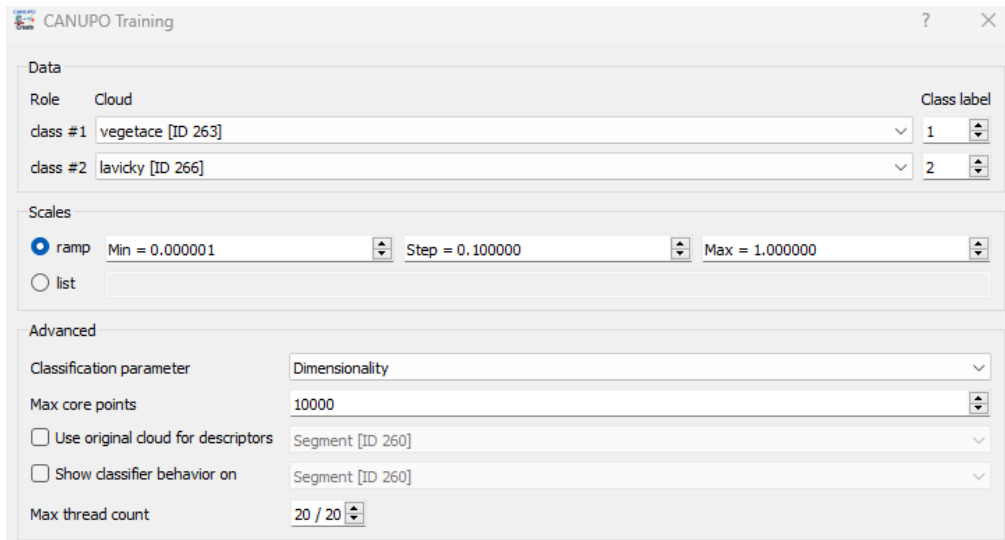 CANUPO Training ?
Data
Role Cloud Class label
class #1 vegetace [ID 263] 1
class #2 lavicky [ID 266] 2
Scales
ramp Min = 0.000001 Step = 0.100000 Max = 1.000000
list
Advanced
Classification parameter Dimensionality
Max core points 10000
Use original cloud for descriptors Segment [ID 260]
Show classifier behavior on Segment [ID 260]
Max thread count 20 / 20